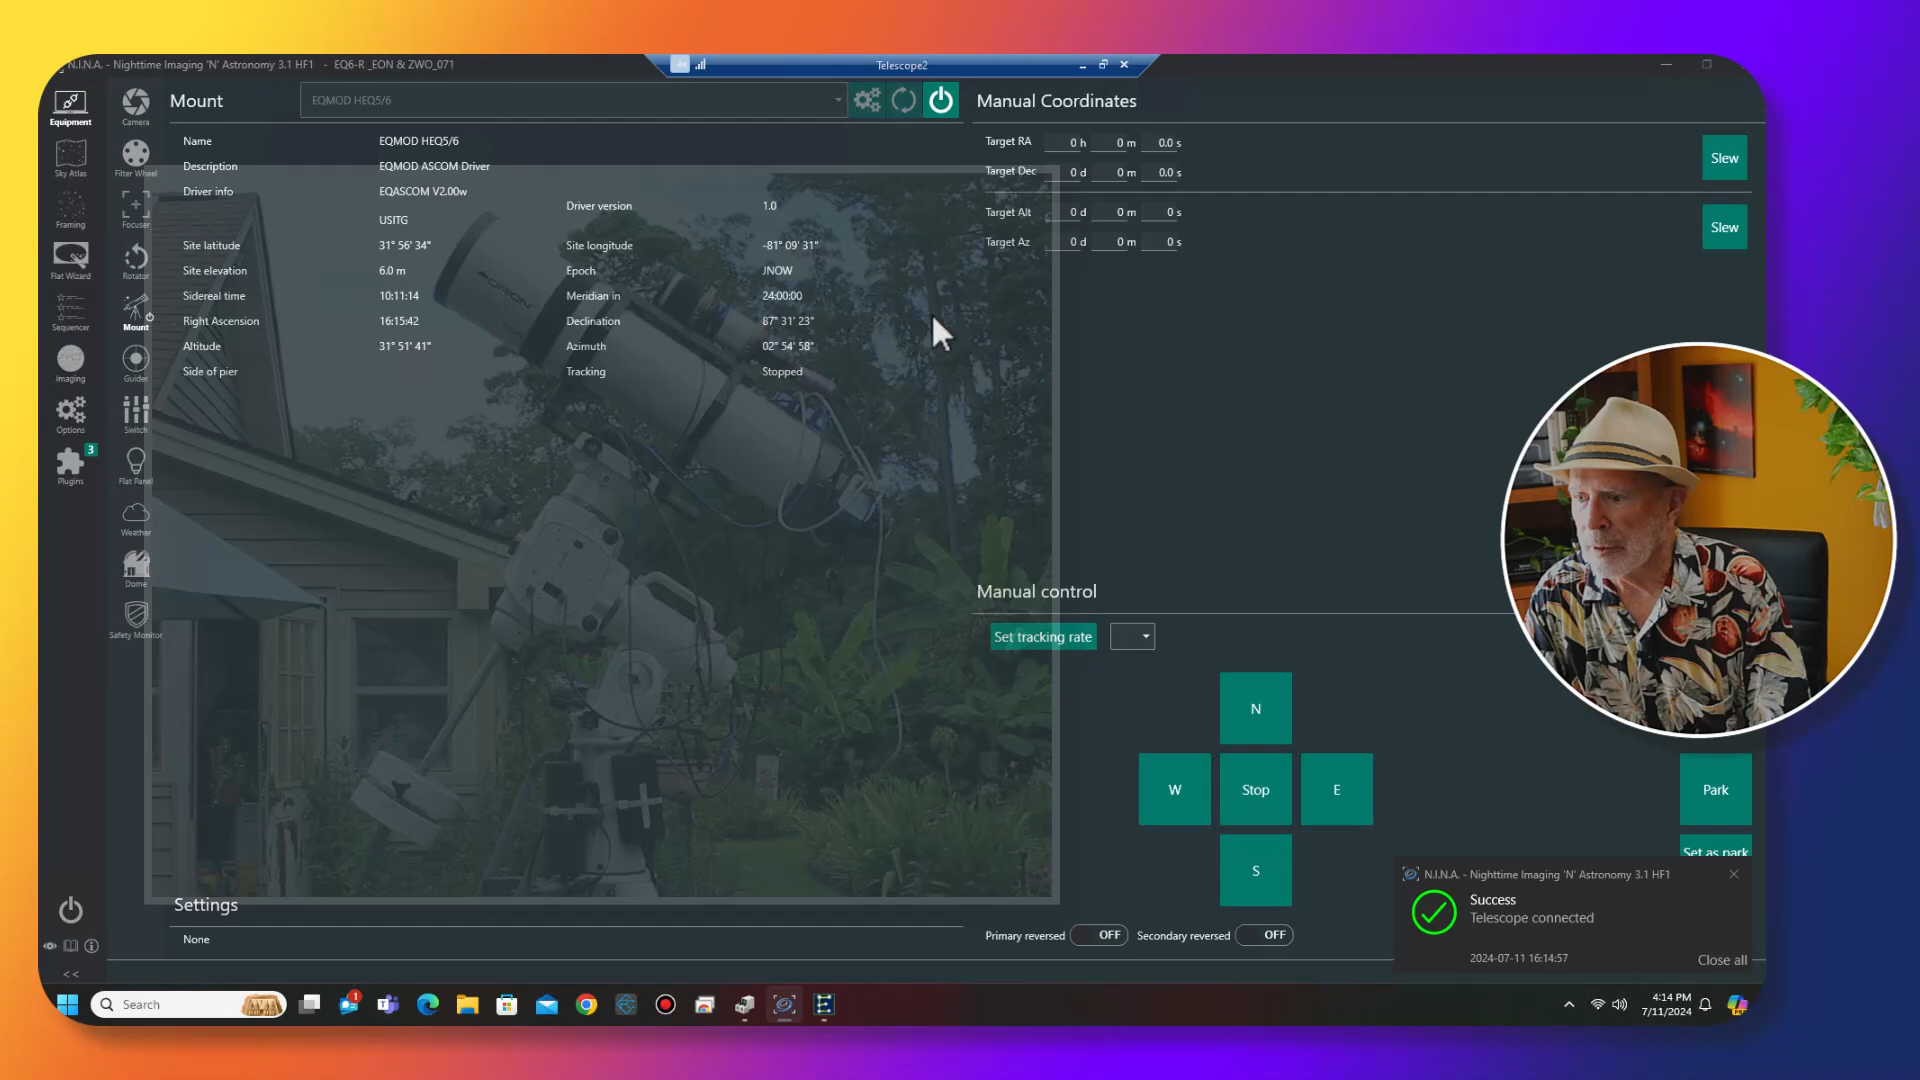 N.I.N.A. - Nighttime Imaging 'N' Astronomy 3.1 HF1 - EQ6-R _EON & ZWO_071
Telescope2
Equipment
Sky Atlas
Framing
Flat Wizard
Sequencer
Imaging
Options
3
Plugins
Camera
Filter Wheel
Focuser
Rotator
Mount
Guider
Switch
Flat Panel
Weather
Dome
Safety Monitor
Mount
EQMOD HEQ5/6
Name EQMOD HEQ5/6
Description EQMOD ASCOM Driver
Driver info EQASCOM V2.00w
USITG
Driver version 1.0
Site latitude 31° 56' 34" Site longitude -81° 09' 31"
Site elevation 6.0 m Epoch JNOW
Sidereal time 10:11:14 Meridian in 24:00:00
Right Ascension 16:15:42 Declination 87° 31' 23"
Altitude 31° 51' 41" Azimuth 02° 54' 58"
Side of pier Tracking Stopped
ORION
Settings
None
Manual Coordinates
Target RA 0 h 0 m 0.0 s
Target Dec 0 d 0 m 0.0 s
Slew
Target Alt 0 d 0 m 0 s
Target Az 0 d 0 m 0 s
Slew
Manual control
Set tracking rate
N
W Stop E
S
Park
Set as park
Primary reversed OFF Secondary reversed OFF
N.I.N.A. - Nighttime Imaging 'N' Astronomy 3.1 HF1
Success
Telescope connected
2024-07-11 16:14:57 Close all
<<
Search
1
4:14 PM
7/11/2024